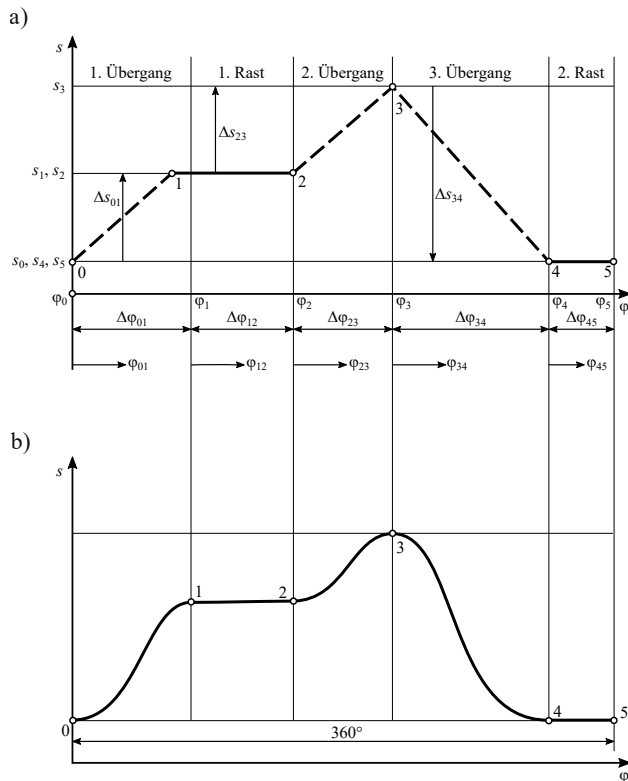 a)
s
1. Übergang 1. Rast 2. Übergang 3. Übergang 2. Rast
s₃
3
Δs₂₃
s₁, s₂
1 2
Δs₀₁ Δs₃₄
s₀, s₄, s₅
0 4 5
φ₀ φ₁ φ₂ φ₃ φ₄ φ₅ φ
Δφ₀₁ Δφ₁₂ Δφ₂₃ Δφ₃₄ Δφ₄₅
φ₀₁ φ₁₂ φ₂₃ φ₃₄ φ₄₅
b)
s
3
1 2
0 4 5
360°
φ